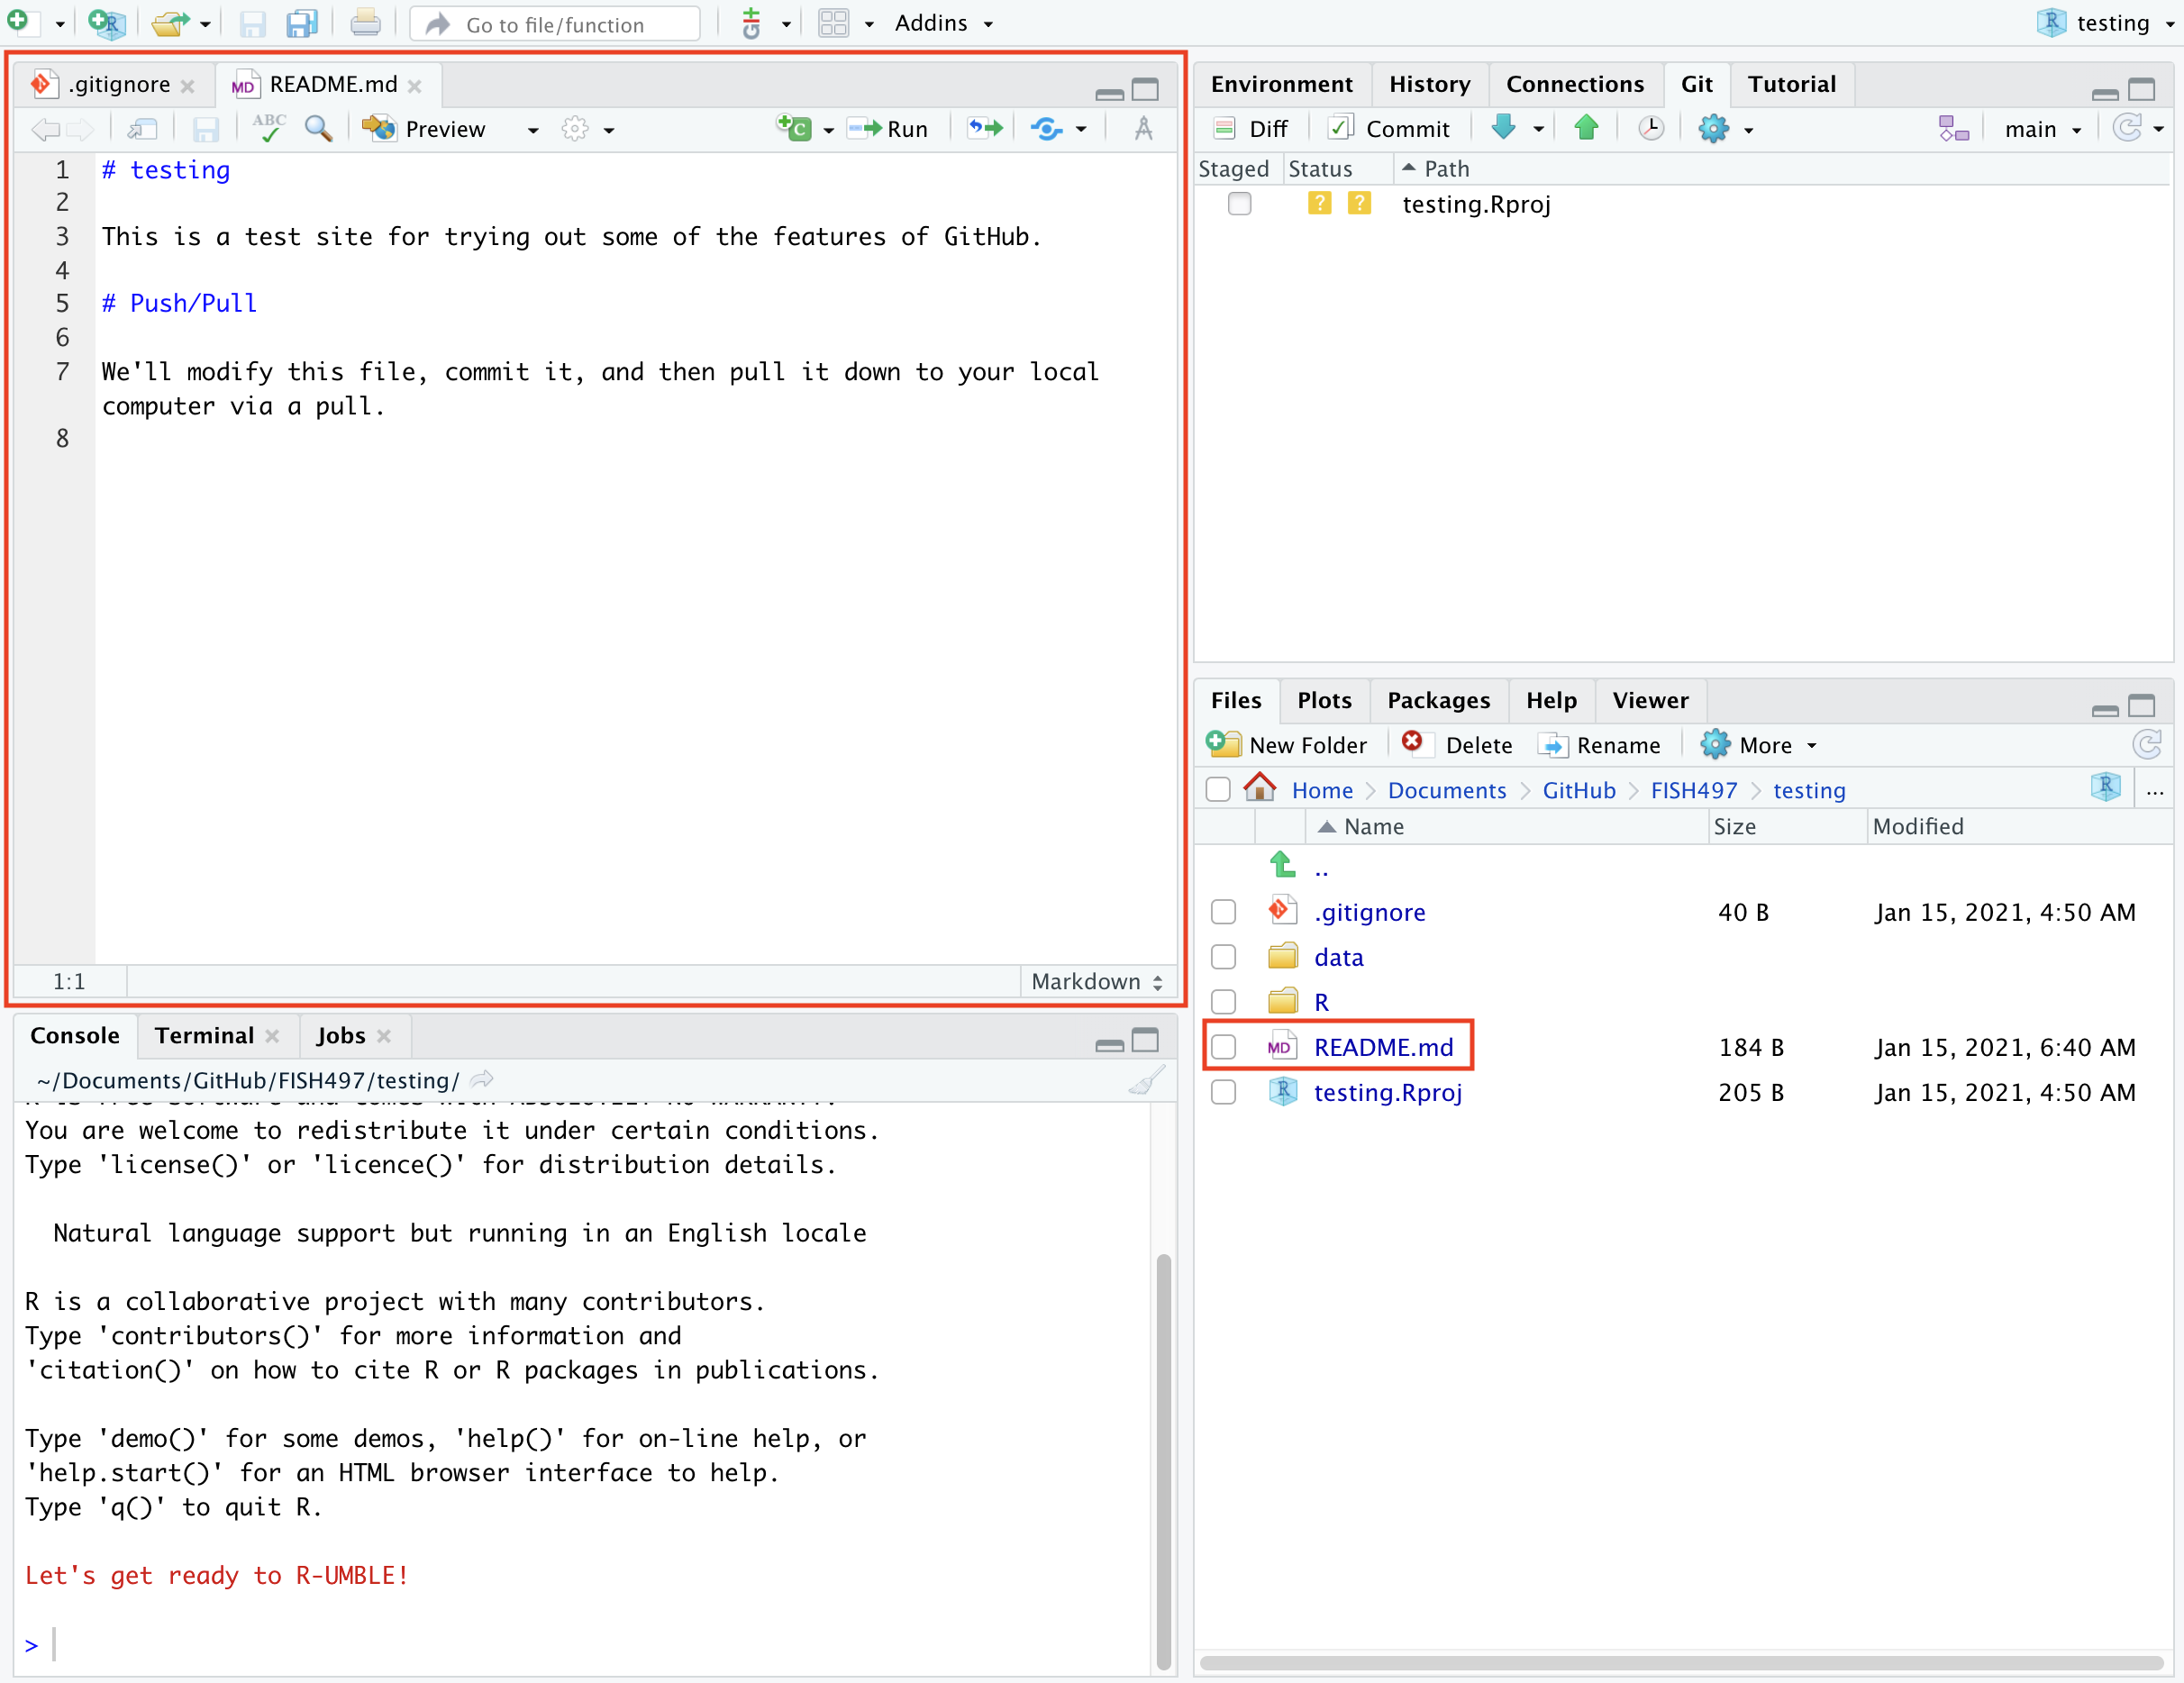 Go to file/function
Addins
testing
.gitignore
README.md
ABC
Preview
Run
1 # testing
2
3 This is a test site for trying out some of the features of GitHub.
4
5 # Push/Pull
6
7 We'll modify this file, commit it, and then pull it down to your local
computer via a pull.
8
1:1
Markdown
Console Terminal Jobs
~/Documents/GitHub/FISH497/testing/
You are welcome to redistribute it under certain conditions.
Type 'license()' or 'licence()' for distribution details.
Natural language support but running in an English locale
R is a collaborative project with many contributors.
Type 'contributors()' for more information and
'citation()' on how to cite R or R packages in publications.
Type 'demo()' for some demos, 'help()' for on-line help, or
'help.start()' for an HTML browser interface to help.
Type 'q()' to quit R.
Let's get ready to R-UMBLE!
>
Environment History Connections Git Tutorial
Diff Commit main
Staged Status Path
? ? testing.Rproj
Files Plots Packages Help Viewer
New Folder Delete Rename More
Home Documents GitHub FISH497 testing ...
Name Size Modified
..
.gitignore 40 B Jan 15, 2021, 4:50 AM
data
R
MD README.md 184 B Jan 15, 2021, 6:40 AM
testing.Rproj 205 B Jan 15, 2021, 4:50 AM